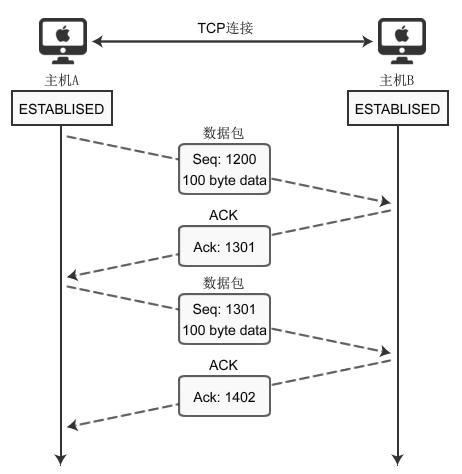 TCP连接
主机A
主机B
ESTABLISED
ESTABLISED
数据包
Seq: 1200
100 byte data
ACK
Ack: 1301
数据包
Seq: 1301
100 byte data
ACK
Ack: 1402